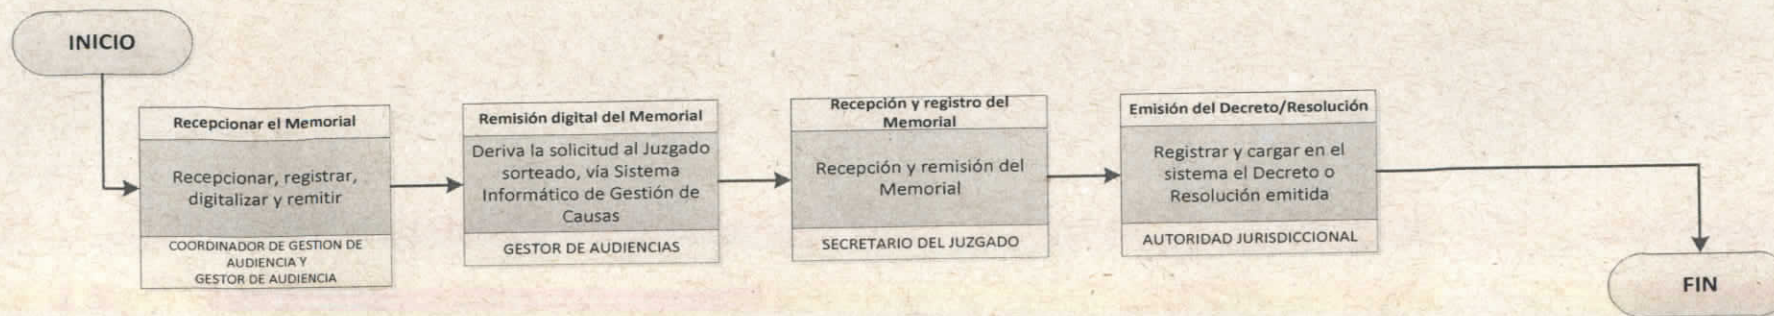 INICIO
Recepcionar el Memorial
Recepcionar, registrar,
digitalizar y remitir
COORDINADOR DE GESTION DE
AUDIENCIA Y
GESTOR DE AUDIENCIA
Remisión digital del Memorial
Deriva la solicitud al Juzgado
sorteado, vía Sistema
Informático de Gestión de
Causas
GESTOR DE AUDIENCIAS
Recepción y registro del
Memorial
Recepción y remisión del
Memorial
SECRETARIO DEL JUZGADO
Emisión del Decreto/Resolución
Registrar y cargar en el
sistema el Decreto o
Resolución emitida
AUTORIDAD JURISDICCIONAL
FIN